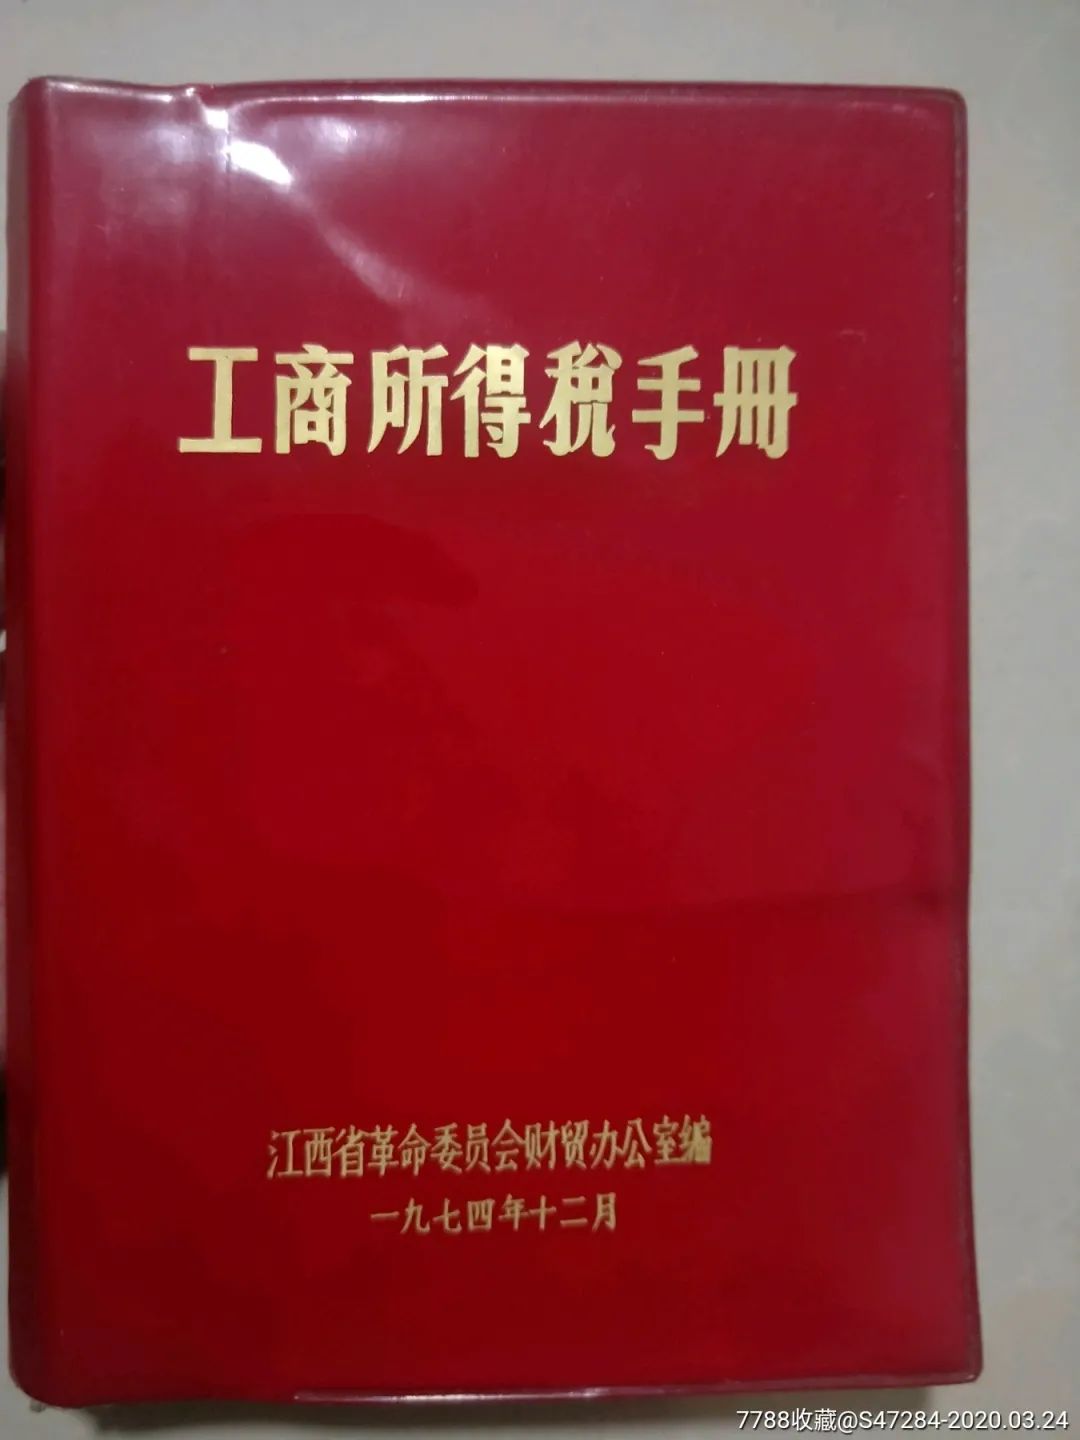 工商所得税手册
江西省革命委员会财贸办公室编
一九七四年十二月
7788收藏@S47284-2020.03.24